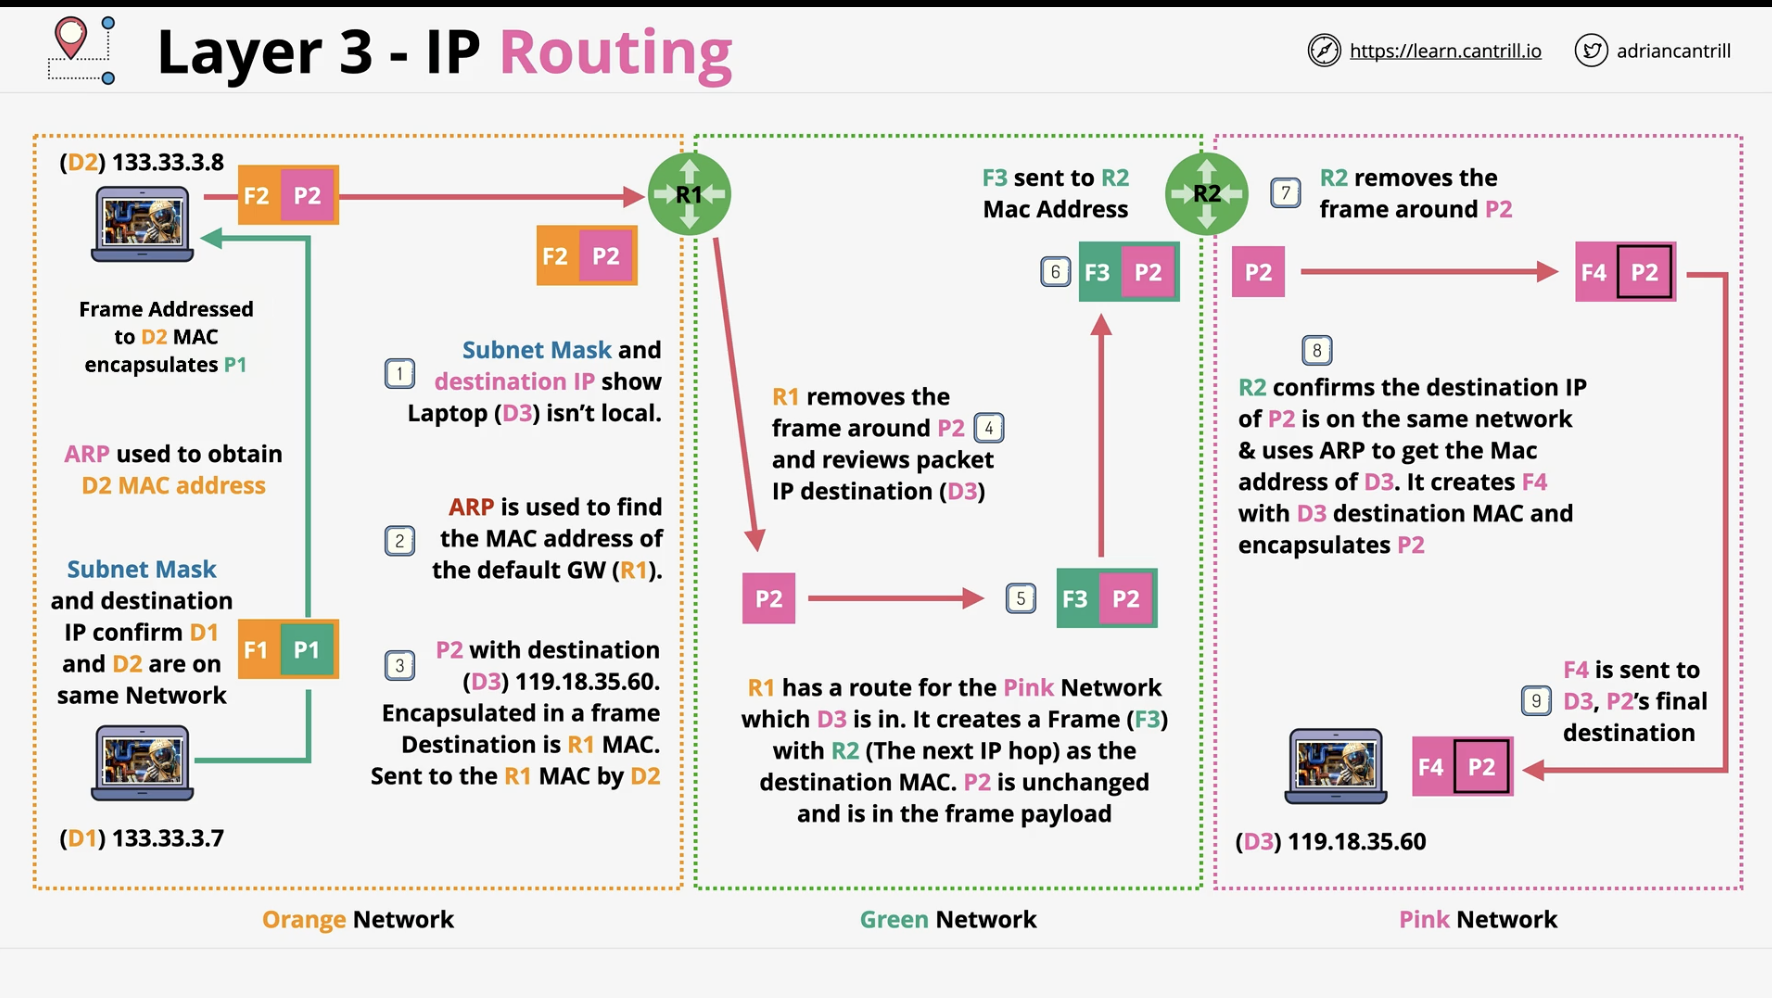 Layer 3 - IP Routing
https://learn.cantrill.io
adriancantrill
(D2) 133.33.3.8
F2 P2
R1
F2 P2
Frame Addressed
to D2 MAC
encapsulates P1
ARP used to obtain
D2 MAC address
Subnet Mask
and destination
IP confirm D1
and D2 are on
same Network
F1 P1
(D1) 133.33.3.7
1
Subnet Mask and
destination IP show
Laptop (D3) isn't local.
2
ARP is used to find
the MAC address of
the default GW (R1).
3
P2 with destination
(D3) 119.18.35.60.
Encapsulated in a frame
Destination is R1 MAC.
Sent to the R1 MAC by D2
Orange Network
R1 removes the
frame around P2 4
and reviews packet
IP destination (D3)
P2
5
F3 P2
R1 has a route for the Pink Network
which D3 is in. It creates a Frame (F3)
with R2 (The next IP hop) as the
destination MAC. P2 is unchanged
and is in the frame payload
F3 sent to R2
Mac Address
6
F3 P2
R2
Green Network
7
R2 removes the
frame around P2
P2
F4 P2
8
R2 confirms the destination IP
of P2 is on the same network
& uses ARP to get the Mac
address of D3. It creates F4
with D3 destination MAC and
encapsulates P2
9
F4 is sent to
D3, P2's final
destination
F4 P2
(D3) 119.18.35.60
Pink Network